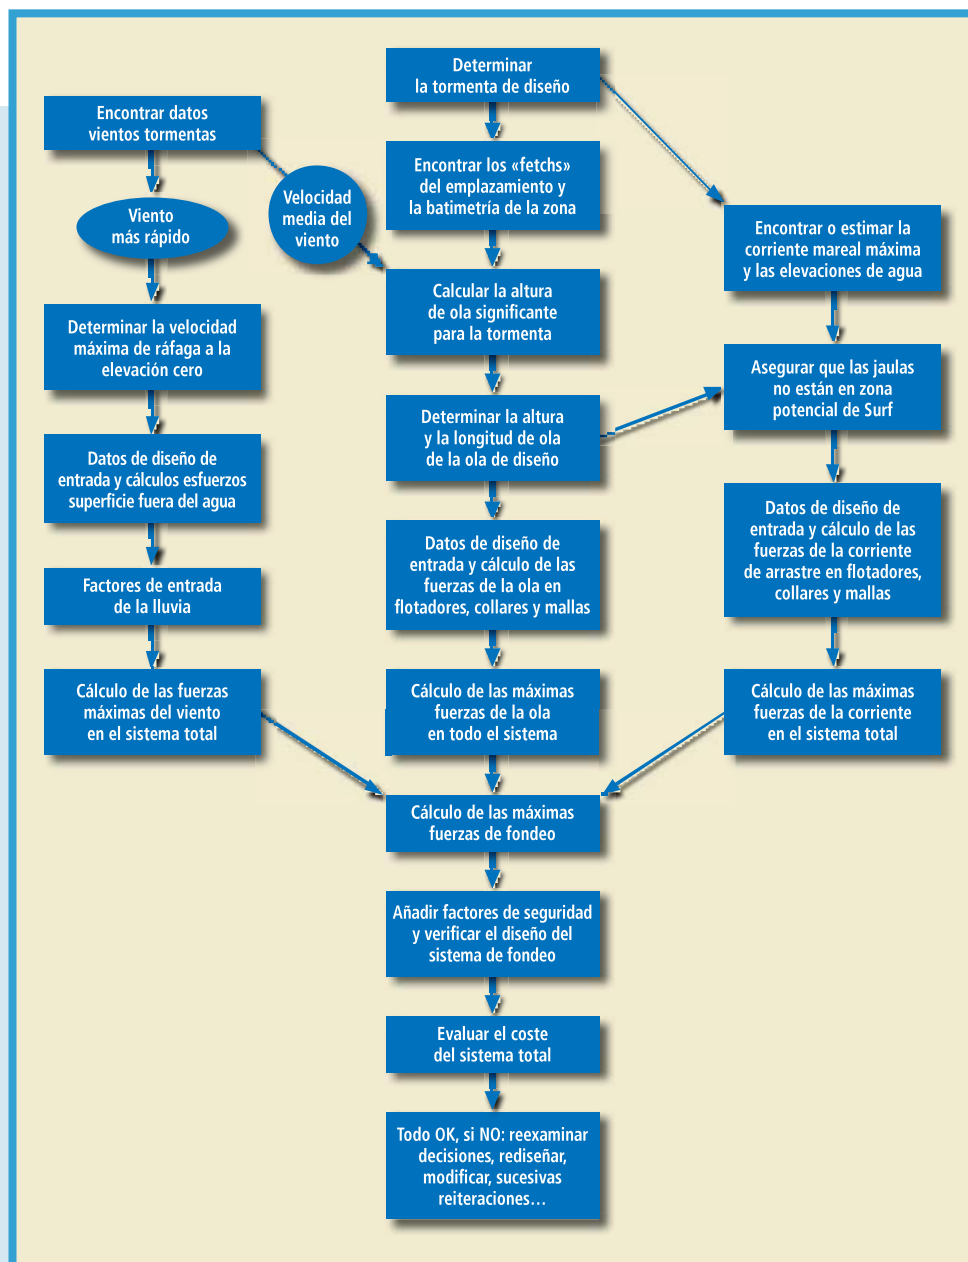 Determinar
la tormenta de diseño
Encontrar datos
vientos tormentas
Encontrar los «fetchs»
del emplazamiento y
la batimetría de la zona
Velocidad
media del
viento
Viento
más rápido
Encontrar o estimar la
corriente mareal máxima
y las elevaciones de agua
Calcular la altura
de ola significante
para la tormenta
Determinar la velocidad
máxima de ráfaga a la
elevación cero
Asegurar que las jaulas
no están en zona
potencial de Surf
Determinar la altura
y la longitud de ola
de la ola de diseño
Datos de diseño de
entrada y cálculos esfuerzos
superficie fuera del agua
Datos de diseño de
entrada y cálculo de las
fuerzas de la ola en
flotadores, collares y mallas
Datos de diseño de
entrada y cálculo de las
fuerzas de la corriente
de arrastre en flotadores,
collares y mallas
Factores de entrada
de la lluvia
Cálculo de las fuerzas
máximas del viento
en el sistema total
Cálculo de las máximas
fuerzas de la ola
en todo el sistema
Cálculo de las máximas
fuerzas de la corriente
en el sistema total
Cálculo de las máximas
fuerzas de fondeo
Añadir factores de seguridad
y verificar el diseño del
sistema de fondeo
Evaluar el coste
del sistema total
Todo OK, si NO: reexaminar
decisiones, rediseñar,
modificar, sucesivas
reiteraciones…